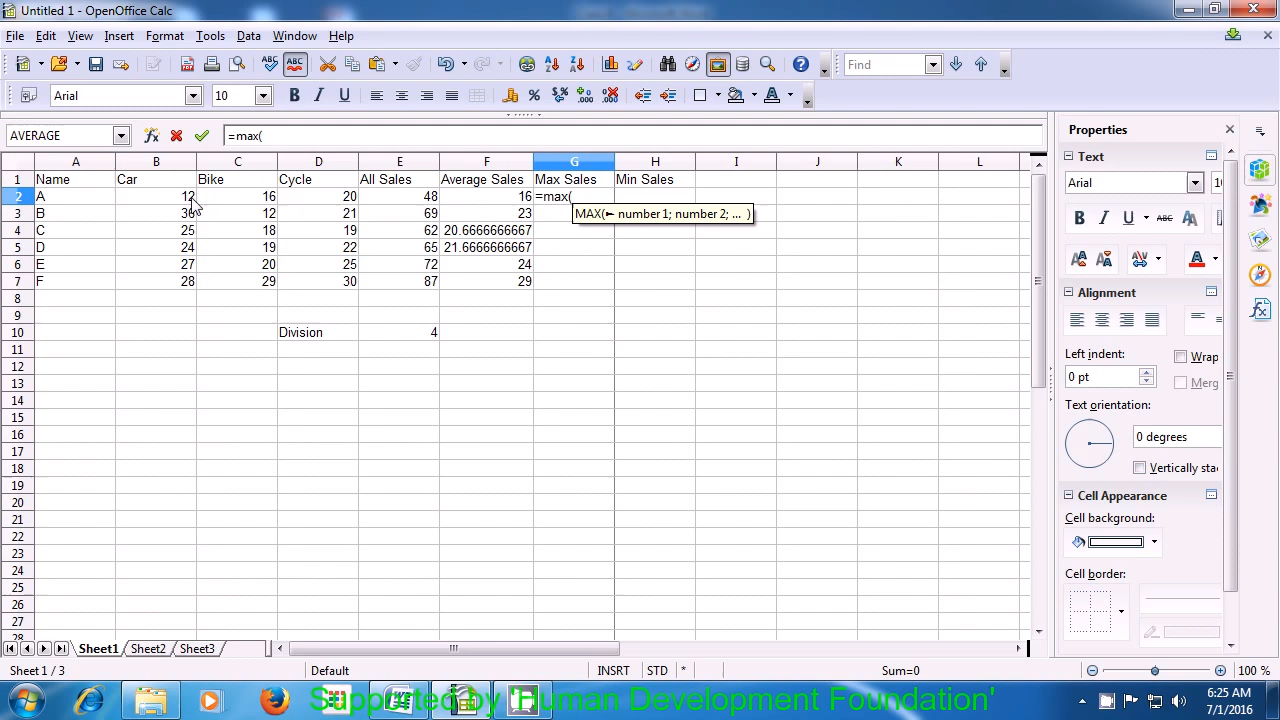 Untitled 1 - OpenOffice Calc
File Edit View Insert Format Tools Data Window Help
Find
Arial 10
AVERAGE =max(
A B C D E F G H I J K L
1 Name Car Bike Cycle All Sales Average Sales Max Sales Min Sales
2 A 12 16 20 48 16 =max(
MAX(► number 1; number 2; ... )
3 B 30 12 21 69 23
4 C 25 18 19 62 20.6666666667
5 D 24 19 22 65 21.6666666667
6 E 27 20 25 72 24
7 F 28 29 30 87 29
8
9
10 Division 4
11
12
13
14
15
16
17
18
19
20
21
22
23
24
25
26
27
28
Properties
Text
Arial
Alignment
Left indent:
Wrap
0 pt
Merg
Text orientation:
0 degrees
Vertically sta
Cell Appearance
Cell background:
Cell border:
Sheet1 Sheet2 Sheet3
Sheet 1 / 3 Default INSRT STD * Sum=0 100 %
Supported by 'Human Development Foundation'
6:25 AM
7/1/2016